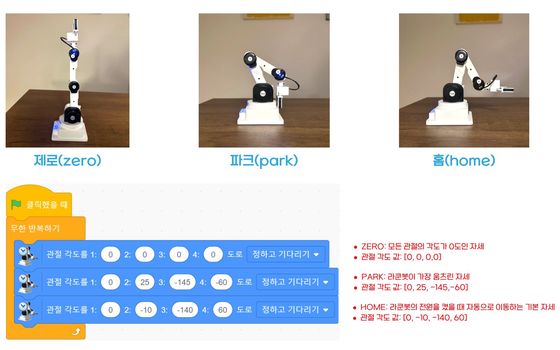 제로(zero)
파크(park)
홈(home)
클릭했을 때
무한 반복하기
관절 각도를 1: 0 2: 0 3: 0 4: 0 도로 정하고 기다리기
관절 각도를 1: 0 2: 25 3: -145 4: -60 도로 정하고 기다리기
관절 각도를 1: 0 2: -10 3: -140 4: 60 도로 정하고 기다리기
• ZERO: 모든 관절의 각도가 0도인 자세
• 관절 각도 값: [0, 0, 0,0]
• PARK: 라쿤봇이 가장 움츠린 자세
• 관절 각도 값: [0, 25, -145,-60]
• HOME: 라쿤봇의 전원을 켰을 때 자동으로 이동하는 기본 자세
• 관절 각도 값: [0, -10, -140, 60]